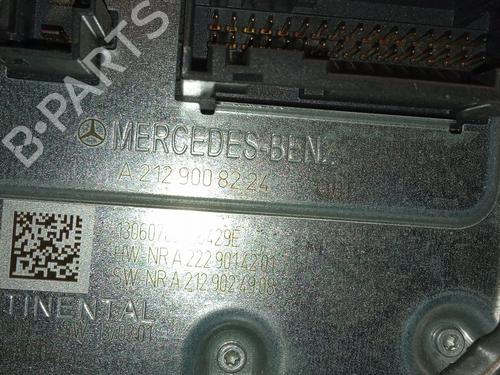 B-PARTS
MERCEDES-BEN
A 212 900 82 24
HW: NR A 222 901 42 01
SW: NR A 212 902 49 08
TINENTAL